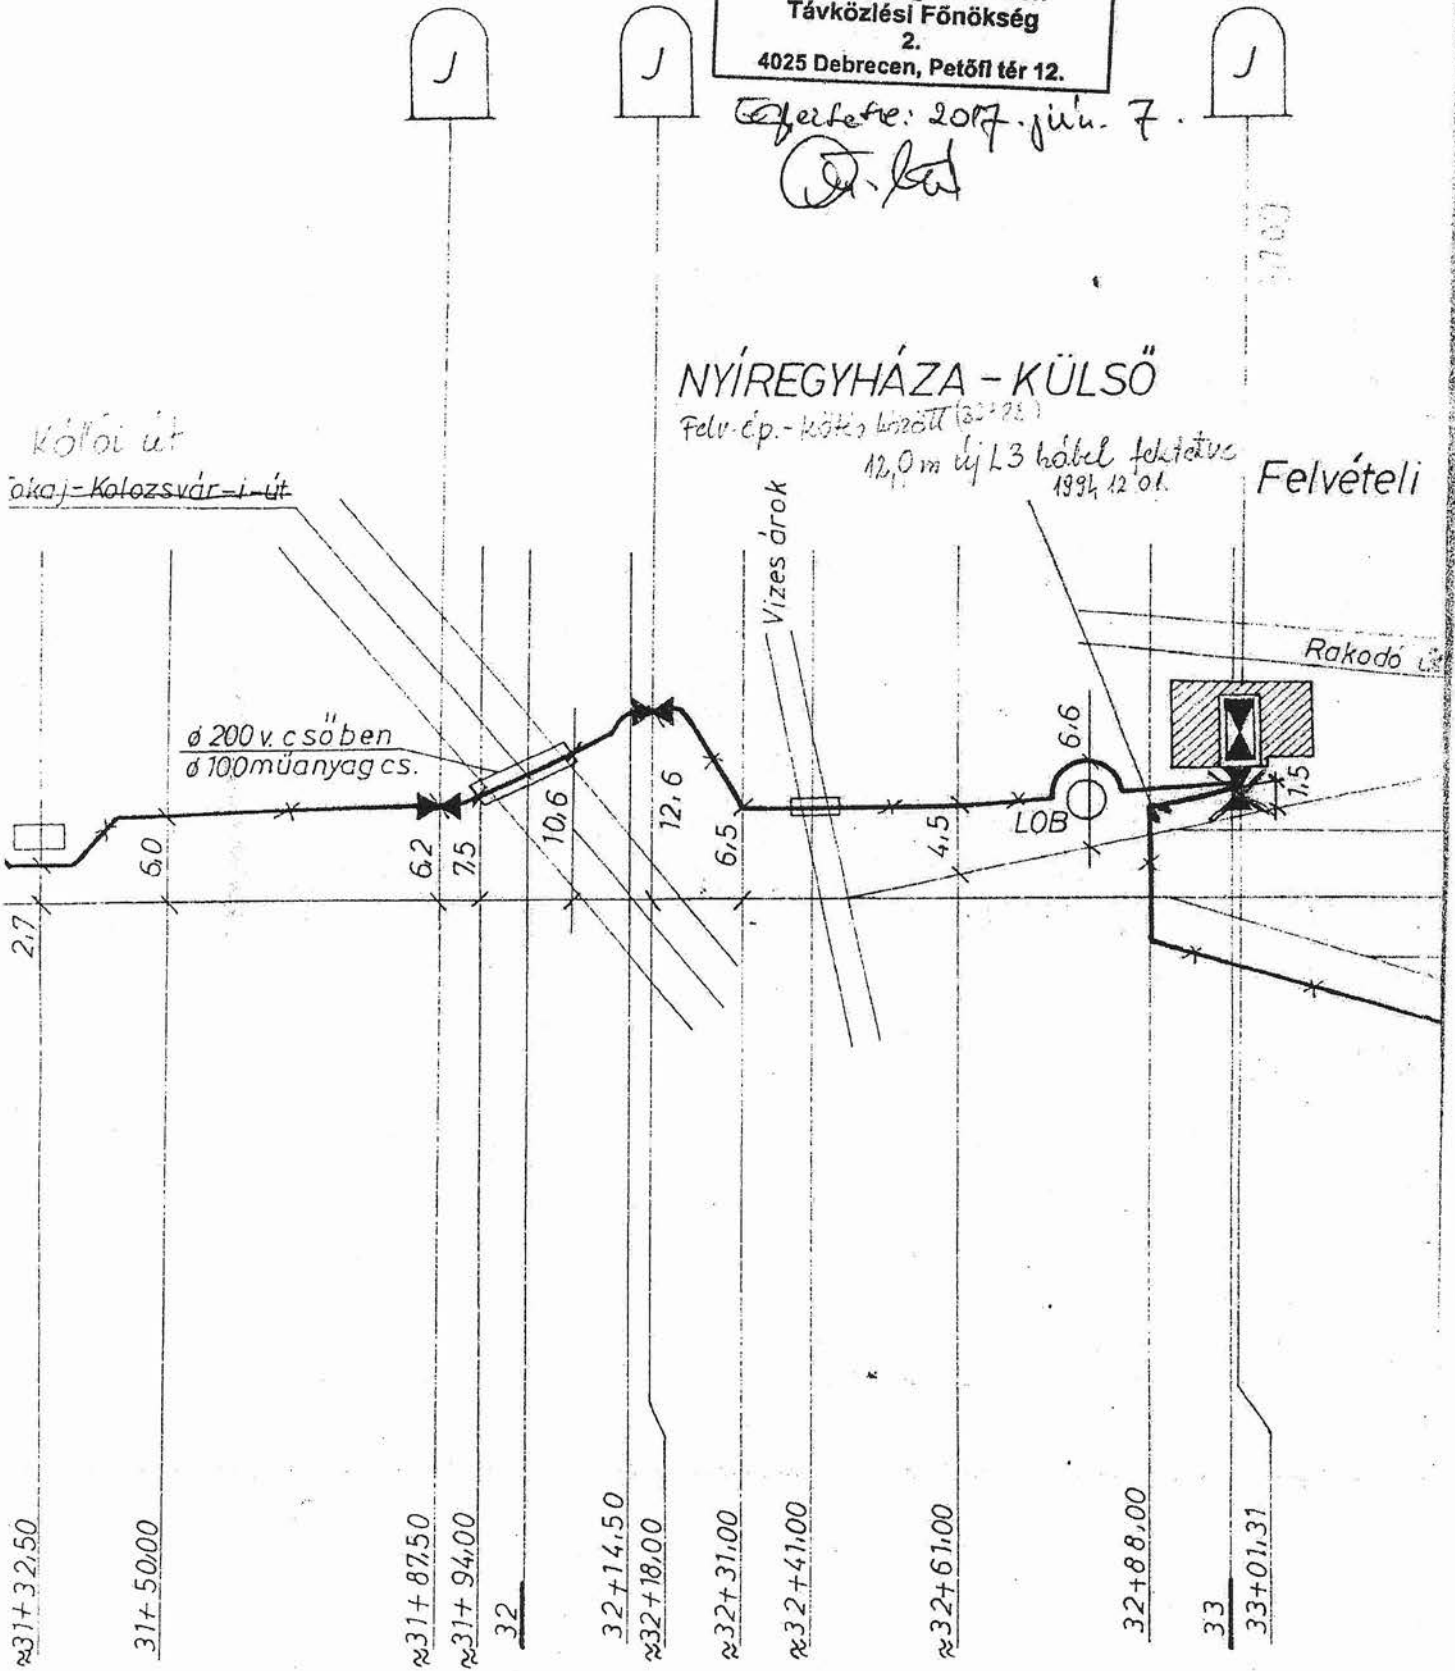 Távközlési Főnökség
2.
4025 Debrecen, Petőfi tér 12.
J
J
J
2017. jún. 7.
NYÍREGYHÁZA - KÜLSŐ
Felv. ép. - kötés között
12,0 m új L3 kábel fektetve
1994 12 01.
Felvételi
Kállói út
okaj-Kolozsvár-i-út
Vizes árok
Rakodó
ø 200 v. csőben
ø 100 műanyag cs.
LOB
2,7
6,0
6,2
7,5
10,6
12,6
6,5
4,5
6,6
1,5
≈31+32,50
31+50,00
≈31+87,50
≈31+94,00
32
32+14,50
≈32+18,00
≈32+31,00
≈32+41,00
≈32+61,00
32+88,00
33
33+01,31